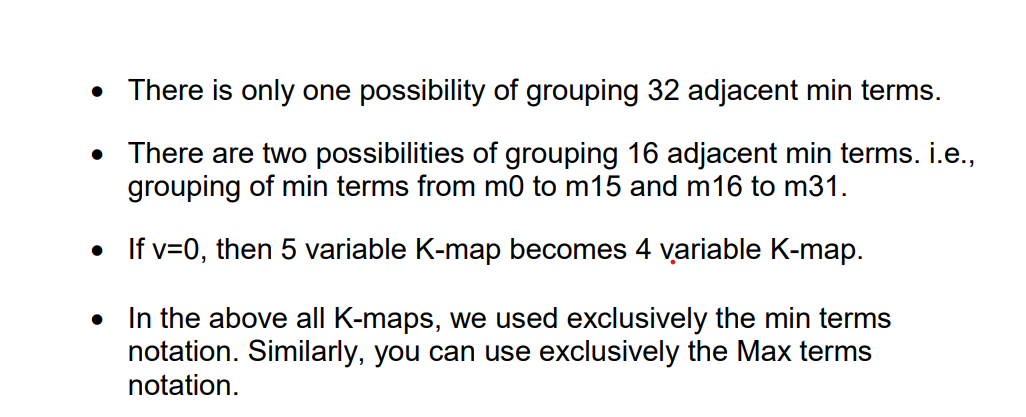 • There is only one possibility of grouping 32 adjacent min terms.
• There are two possibilities of grouping 16 adjacent min terms. i.e.,
grouping of min terms from m0 to m15 and m16 to m31.
• If v=0, then 5 variable K-map becomes 4 variable K-map.
• In the above all K-maps, we used exclusively the min terms
notation. Similarly, you can use exclusively the Max terms
notation.